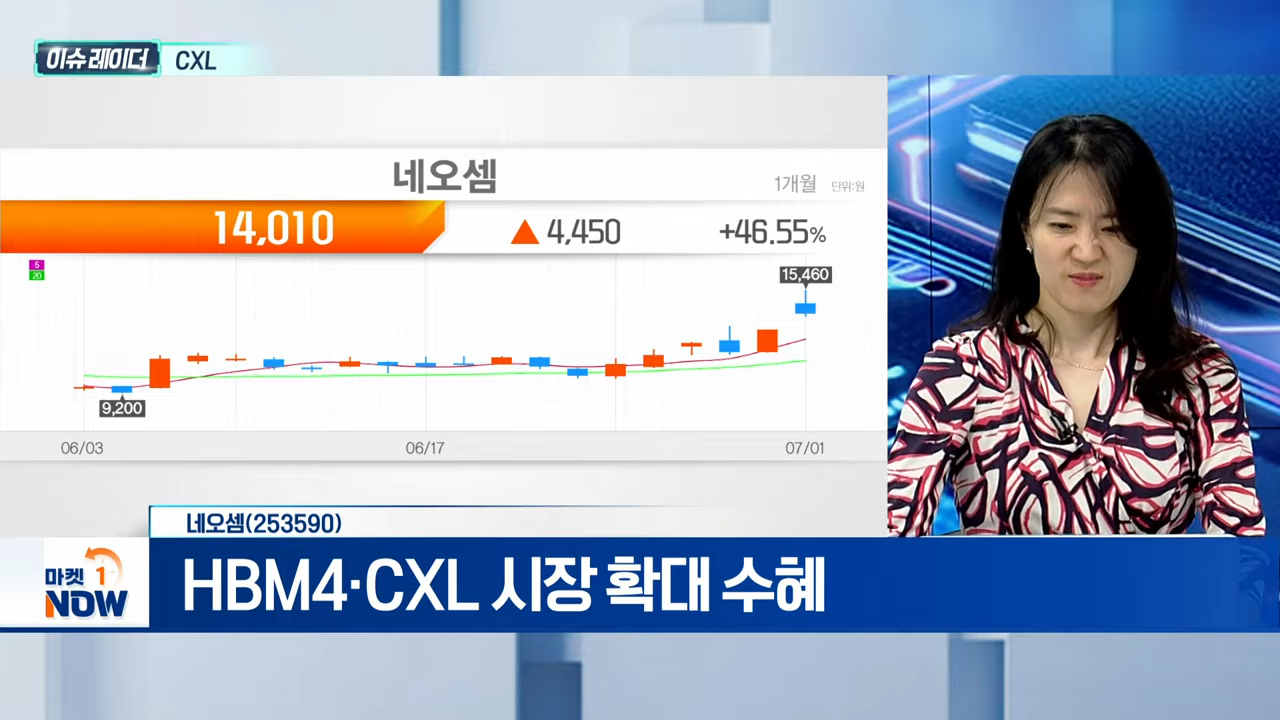 이슈레이더 CXL
네오셈
1개월 단위:원
14,010 ▲ 4,450 +46.55%
5
20
15,460
9,200
06/03 06/17 07/01
네오셈(253590)
마켓 1
NOW
HBM4·CXL 시장 확대 수혜